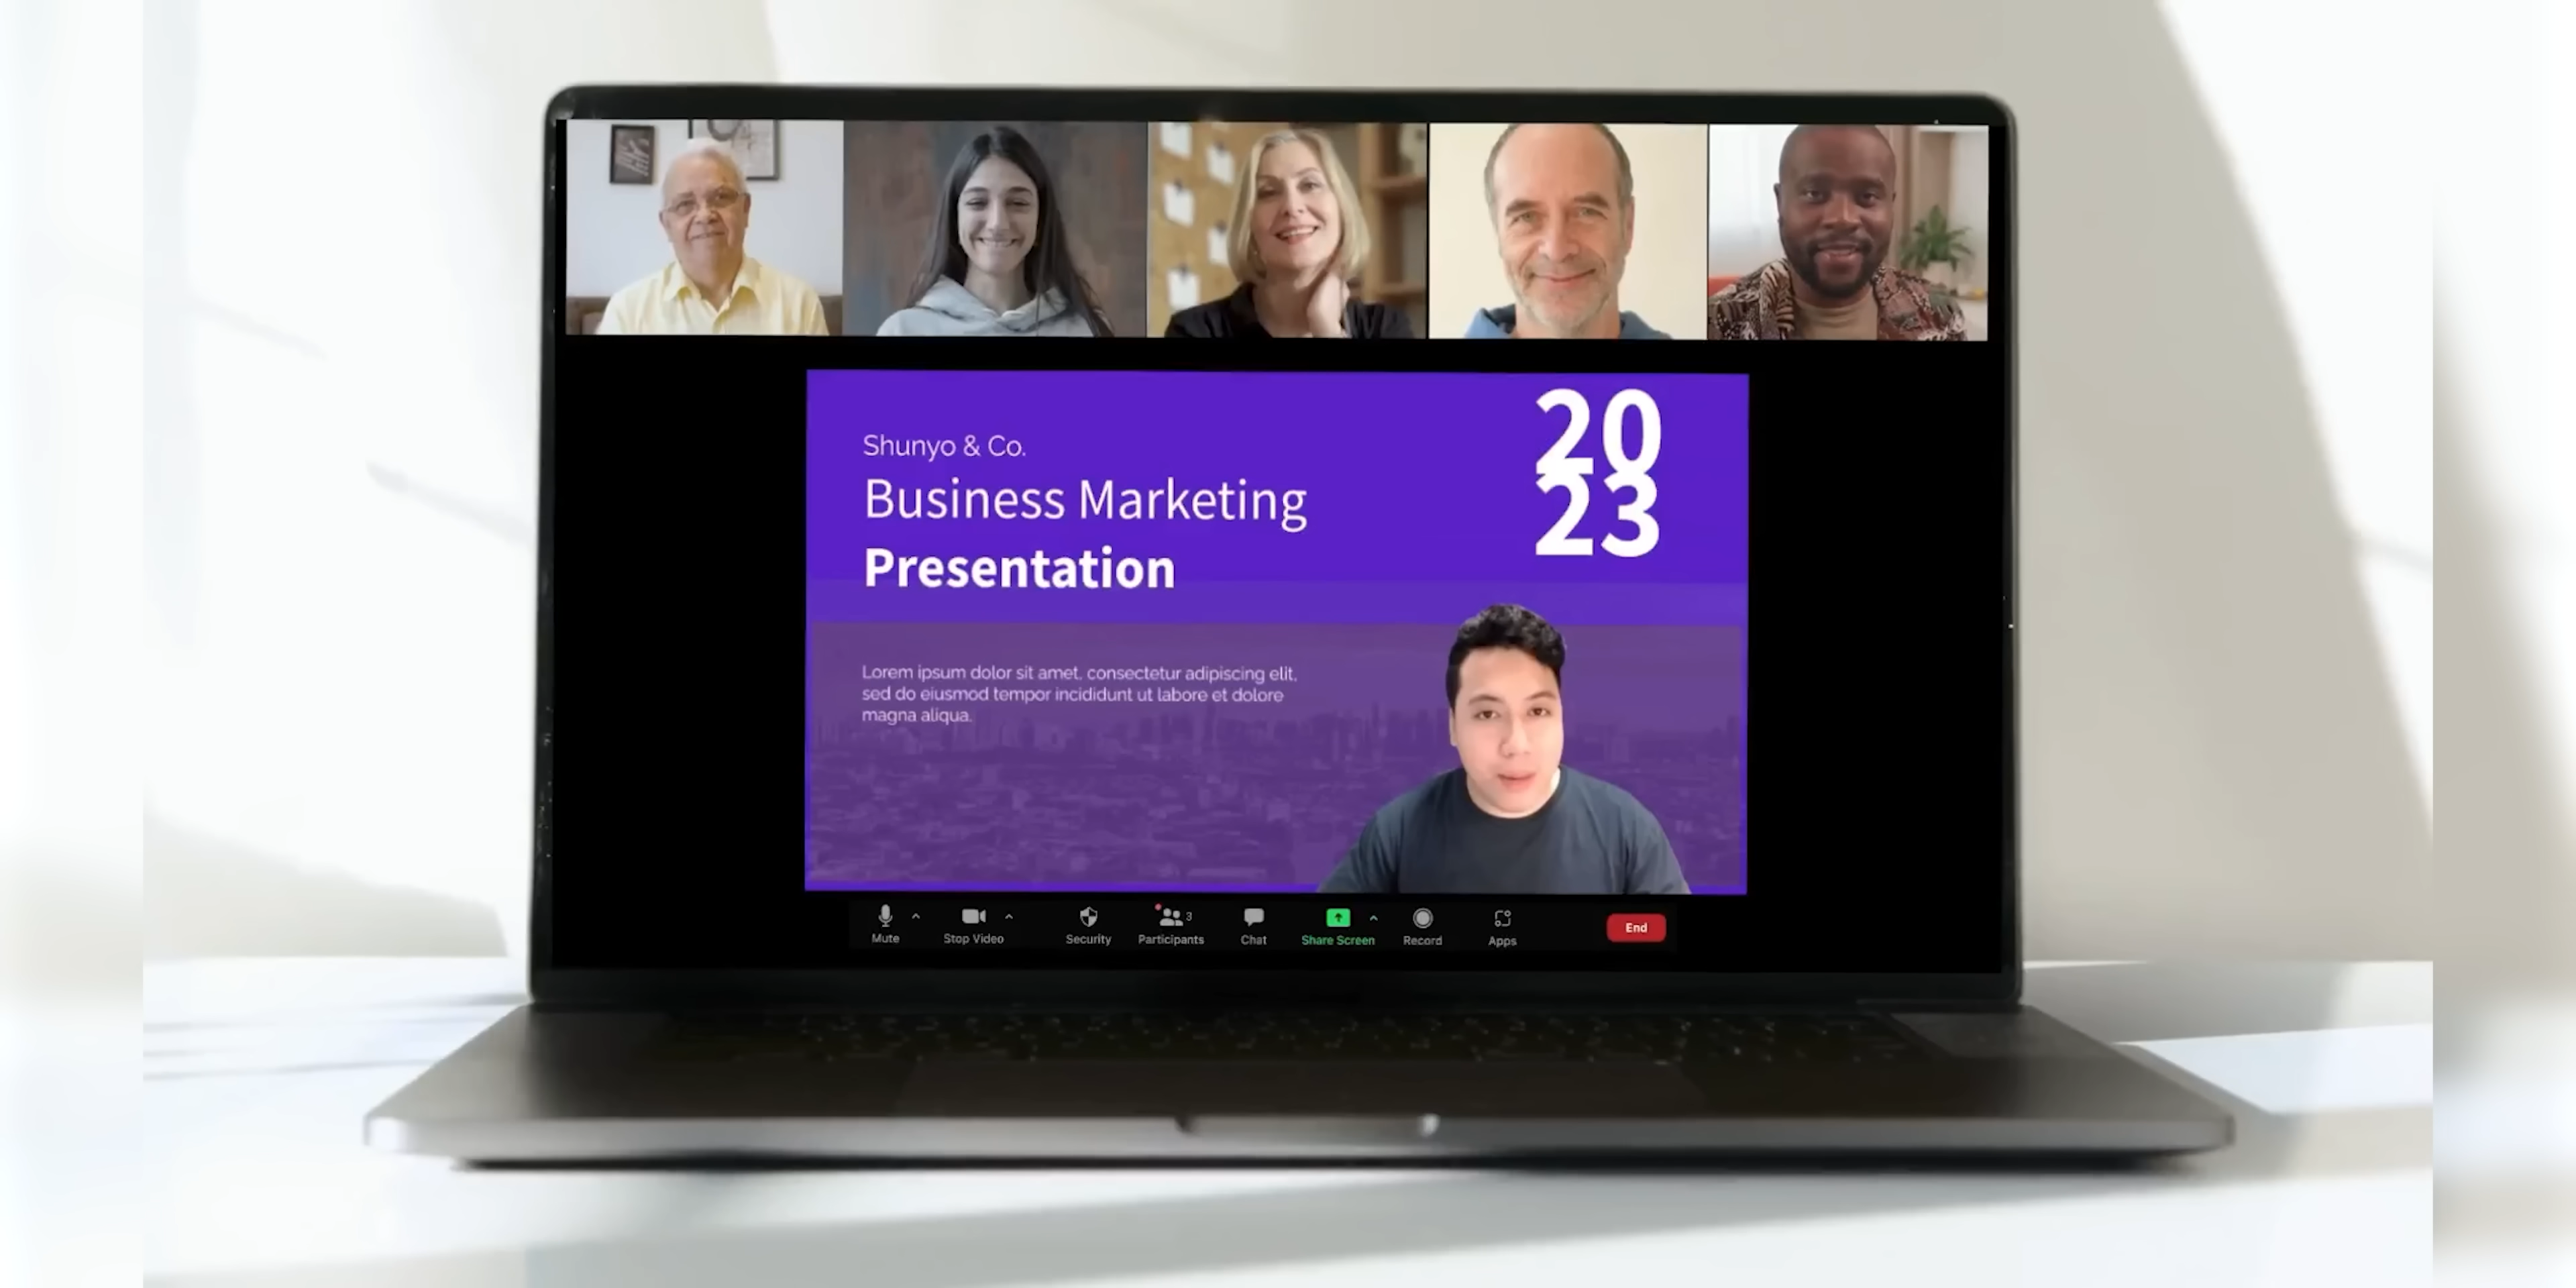 Shunyo & Co.
Business Marketing
Presentation
20
23
Lorem ipsum dolor sit amet, consectetur adipiscing elit,
sed do eiusmod tempor incididunt ut labore et dolore
magna aliqua.
3
Mute
Stop Video
Security
Participants
Chat
Share Screen
Record
Apps
End